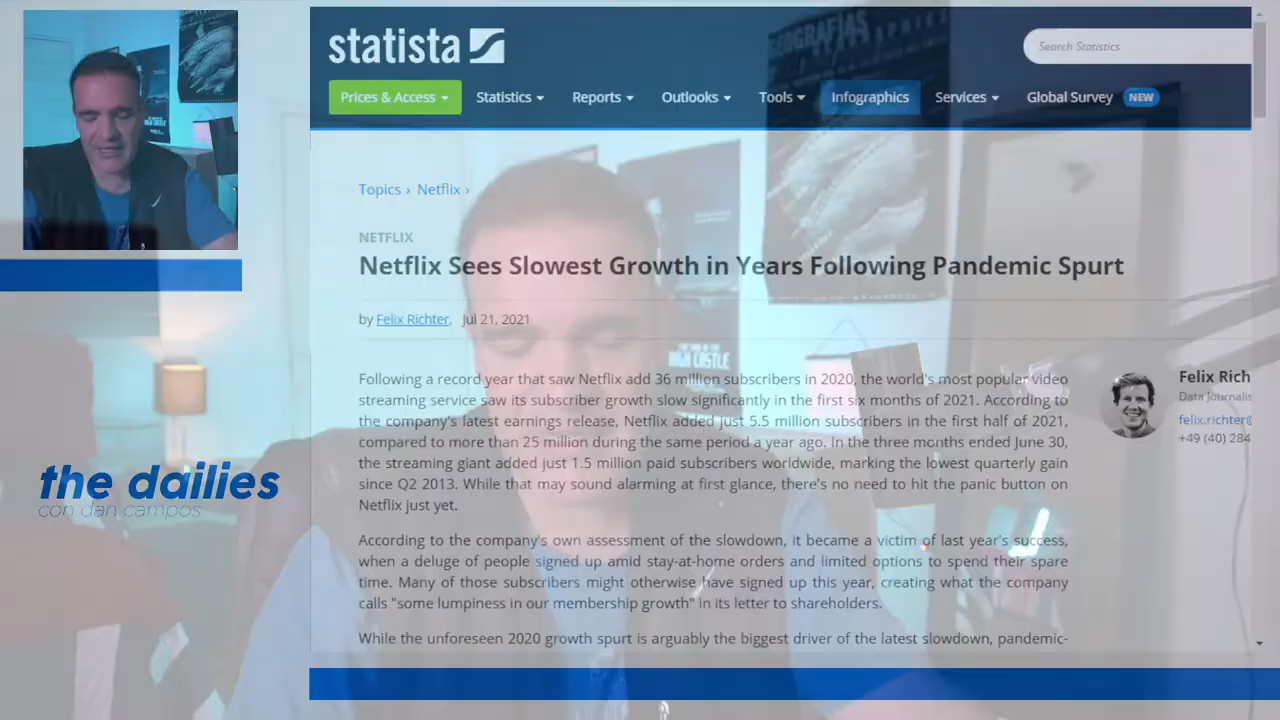 statista
Search Statistics
Prices & Access
Statistics
Reports
Outlooks
Tools
Infographics
Services
Global Survey NEW
Topics › Netflix ›
NETFLIX
Netflix Sees Slowest Growth in Years Following Pandemic Spurt
by Felix Richter, Jul 21, 2021
Following a record year that saw Netflix add 36 million subscribers in 2020, the world's most popular video
streaming service saw its subscriber growth slow significantly in the first six months of 2021. According to
the company's latest earnings release, Netflix added just 5.5 million subscribers in the first half of 2021,
compared to more than 25 million during the same period a year ago. In the three months ended June 30,
the streaming giant added just 1.5 million paid subscribers worldwide, marking the lowest quarterly gain
since Q2 2013. While that may sound alarming at first glance, there's no need to hit the panic button on
Netflix just yet.
According to the company's own assessment of the slowdown, it became a victim of last year's success,
when a deluge of people signed up amid stay-at-home orders and limited options to spend their spare
time. Many of those subscribers might otherwise have signed up this year, creating what the company
calls "some lumpiness in our membership growth" in its letter to shareholders.
While the unforeseen 2020 growth spurt is arguably the biggest driver of the latest slowdown, pandemic-
Felix Rich
Data Journalis
felix.richter@
+49 (40) 284
the dailies
con dan campos
HIGH CASTLE